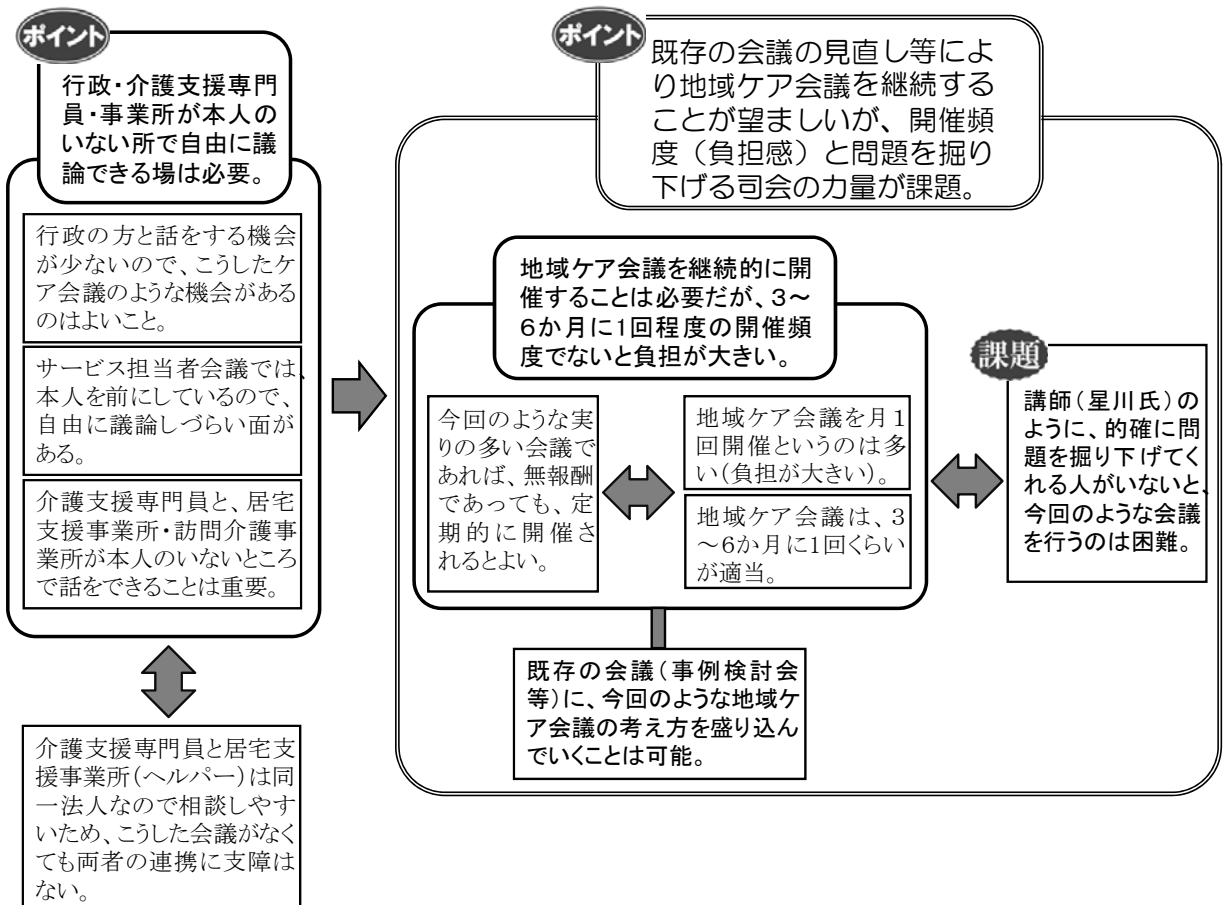 ポイント
行政・介護支援専門
員・事業所が本人の
いない所で自由に議
論できる場は必要。
行政の方と話をする機会
が少ないので、こうしたケ
ア会議のような機会がある
のはよいこと。
サービス担当者会議では、
本人を前にしているので、
自由に議論しづらい面が
ある。
介護支援専門員と、居宅
支援事業所・訪問介護事
業所が本人のいないところ
で話をできることは重要。
介護支援専門員と居宅支
援事業所(ヘルパー)は同
一法人なので相談しやす
いため、こうした会議がなく
ても両者の連携に支障は
ない。
ポイント
既存の会議の見直し等によ
り地域ケア会議を継続する
ことが望ましいが、開催頻
度（負担感）と問題を掘り
下げる司会の力量が課題。
地域ケア会議を継続的に開
催することは必要だが、3～
6か月に1回程度の開催頻
度でないと負担が大きい。
今回のような実
りの多い会議で
あれば、無報酬
であっても、定
期的に開催さ
れるとよい。
地域ケア会議を月1
回開催というのは多
い(負担が大きい)。
地域ケア会議は、3
～6か月に1回くらい
が適当。
既存の会議(事例検討会
等)に、今回のような地域ケ
ア会議の考え方を盛り込ん
でいくことは可能。
課題
講師(星川氏)の
ように、的確に問
題を掘り下げてく
れる人がいないと、
今回のような会議
を行うのは困難。